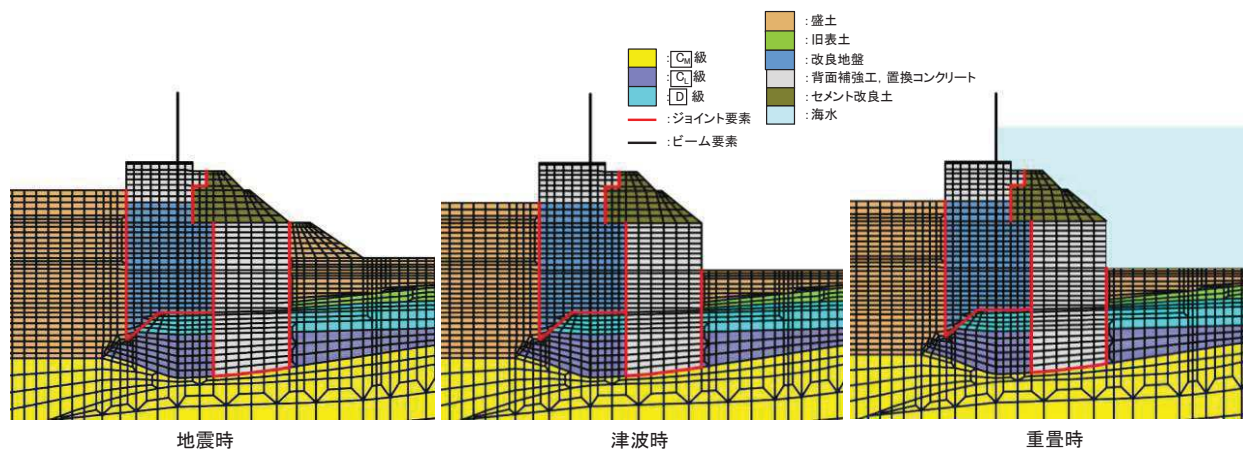 :C_M級
:C_L級
:D級
:ジョイント要素
:ビーム要素
:盛土
:旧表土
:改良地盤
:背面補強工, 置換コンクリート
:セメント改良土
:海水
地震時
津波時
重畳時